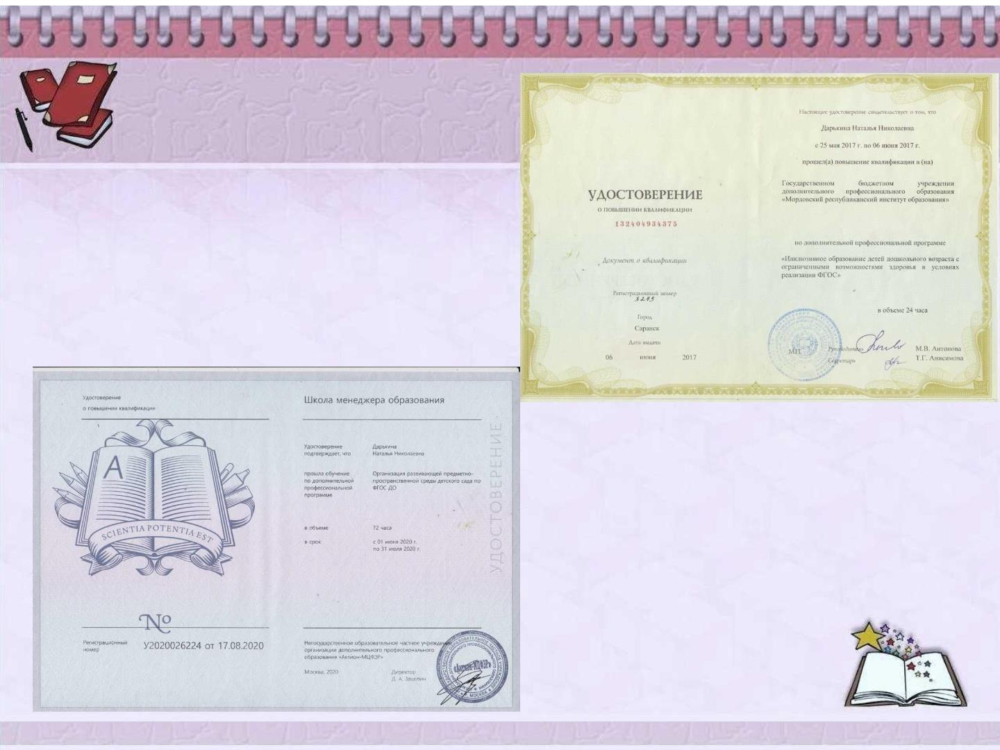 УДОСТОВЕРЕНИЕ
О ПОВЫШЕНИИ КВАЛИФИКАЦИИ
132404934375
Документ о квалификации
Регистрационный номер
3273
Город
Саранск
Дата выдачи
06 июня 2017
Настоящее удостоверение свидетельствует о том, что
Дарькина Наталья Николаевна
с 25 мая 2017 г. по 06 июня 2017 г.
прошел(а) повышение квалификации в (на)
Государственном бюджетном учреждении
дополнительного профессионального образования
«Мордовский республиканский институт образования»
по дополнительной профессиональной программе
«Инклюзивное образование детей дошкольного возраста с
ограниченными возможностями здоровья в условиях
реализации ФГОС»
в объеме 24 часа
М.П.
Руководитель М.В. Антонова
Секретарь Т.Г. Анисимова
Удостоверение
о повышении квалификации
А
SCIENTIA POTENTIA EST
№
Регистрационный
номер
У2020026224 от 17.08.2020
Школа менеджера образования
Удостоверение Дарькина
подтверждает, что Наталья Николаевна
прошла обучение Организация развивающей предметно-
по дополнительной пространственной среды детского сада по
профессиональной ФГОС ДО
программе
в объеме 72 часа
в срок с 01 июня 2020 г.
по 31 июля 2020 г.
Негосударственное образовательное частное учреждение
организации дополнительного профессионального
образования «Актион-МЦФЭР»
Москва, 2020 Директор
Д. А.
УДОСТОВЕРЕНИЕ
«Актион-МЦФЭР»
МОСКВА